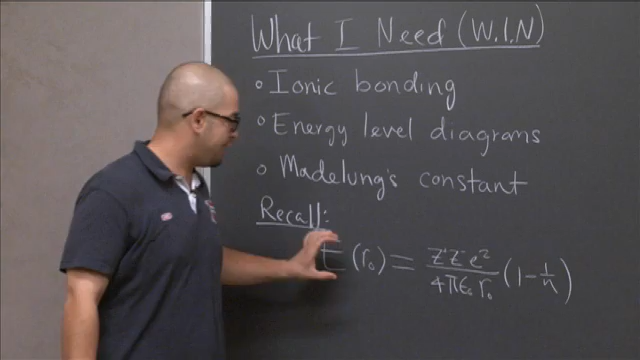 What I Need (W.I.N)
• Ionic bonding
• Energy level diagrams
• Madelung's constant
Recall:
E (r₀) = Z⁺Z⁻e² / 4πε₀r₀ (1 - 1/n)